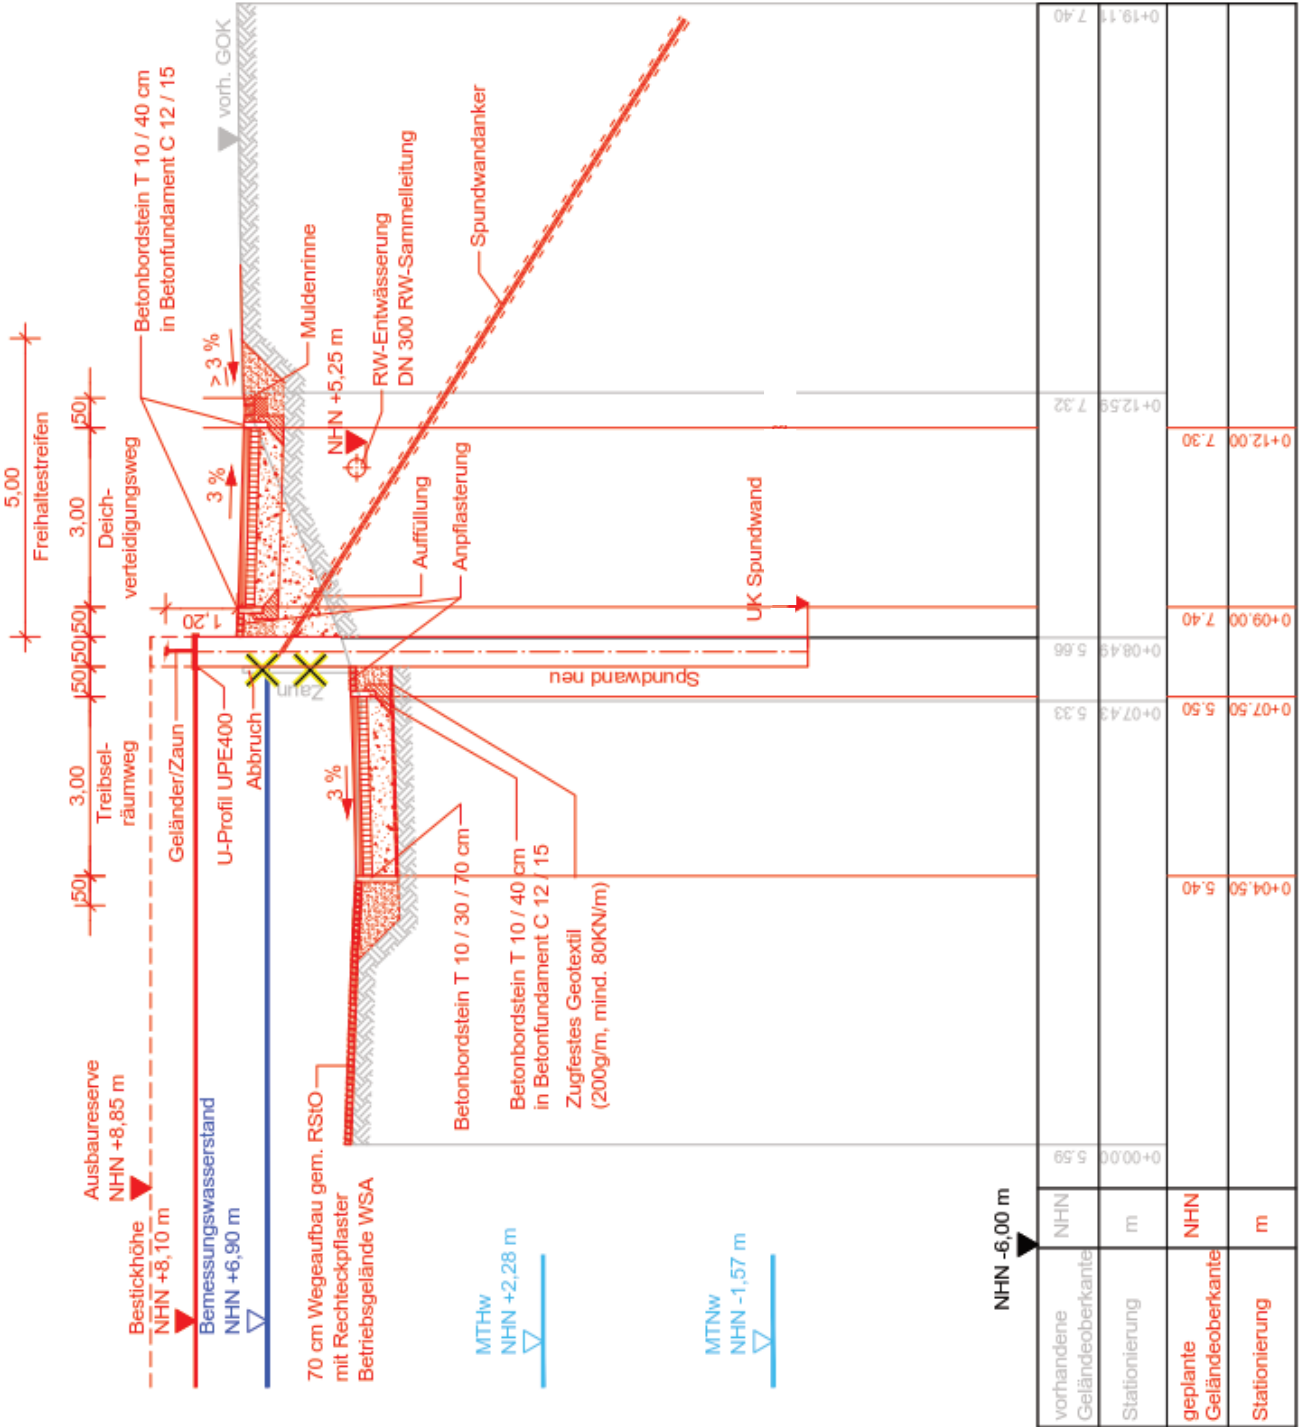 5,00
Freihaltestreifen
50
3,00
Treibsel-
räumweg
50
50
50
3,00
Deich-
verteidigungsweg
50
Ausbaureserve
NHN +8,85 m
Bestickhöhe
NHN +8,10 m
Bemessungswasserstand
NHN +6,90 m
Geländer/Zaun
U-Profil UPE400
Abbruch
Zaun
1,20
3 %
3 %
≥ 3 %
Betonbordstein T 10 / 40 cm
in Betonfundament C 12 / 15
vorh. GOK
Muldenrinne
NHN +5,25 m
RW-Entwässerung
DN 300 RW-Sammelleitung
Spundwandanker
Auffüllung
Anpflasterung
70 cm Wegeaufbau gem. RStO
mit Rechteckpflaster
Betriebsgelände WSA
Betonbordstein T 10 / 30 / 70 cm
Betonbordstein T 10 / 40 cm
in Betonfundament C 12 / 15
Zugfestes Geotextil
(200g/m, mind. 80KN/m)
Spundwand neu
UK Spundwand
MTHw
NHN +2,28 m
MTNw
NHN -1,57 m
NHN -6,00 m
vorhandene
Geländeoberkante
NHN
5.59
5.33
5.66
7.32
7.40
Stationierung
m
0+00.00
0+07.43
0+08.49
0+12.59
0+19.11
geplante
Geländeoberkante
NHN
5.40
5.50
7.40
7.30
Stationierung
m
0+04.50
0+07.50
0+09.00
0+12.00